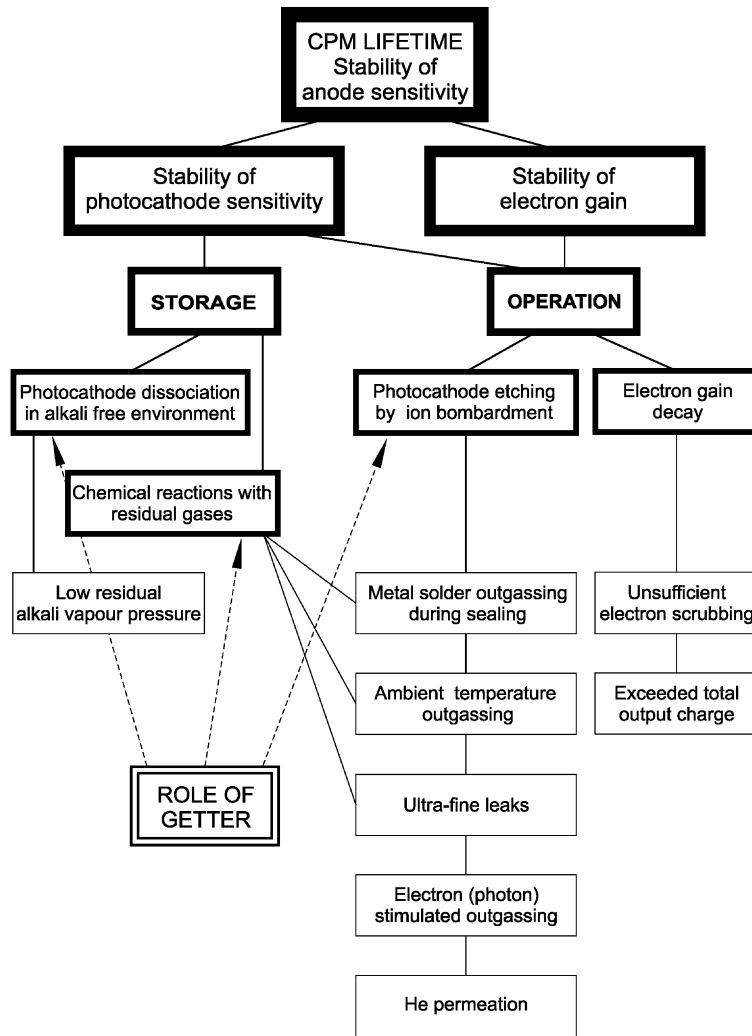 CPM LIFETIME
Stability of
anode sensitivity
Stability of
photocathode sensitivity
Stability of
electron gain
STORAGE
OPERATION
Photocathode dissociation
in alkali free environment
Photocathode etching
by ion bombardment
Electron gain
decay
Chemical reactions with
residual gases
Low residual
alkali vapour pressure
Metal solder outgassing
during sealing
Unsufficient
electron scrubbing
Ambient temperature
outgassing
Exceeded total
output charge
ROLE OF
GETTER
Ultra-fine leaks
Electron (photon)
stimulated outgassing
He permeation